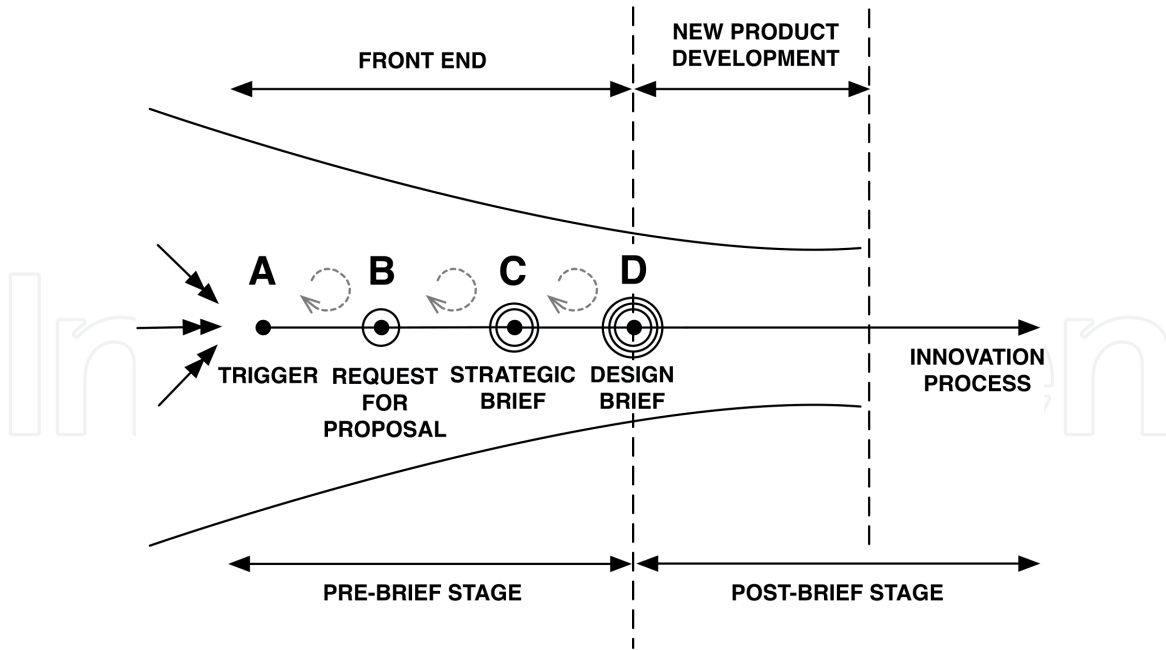 FRONT END
NEW PRODUCT
DEVELOPMENT
A
B
C
D
TRIGGER
REQUEST
FOR
PROPOSAL
STRATEGIC
BRIEF
DESIGN
BRIEF
INNOVATION
PROCESS
PRE-BRIEF STAGE
POST-BRIEF STAGE